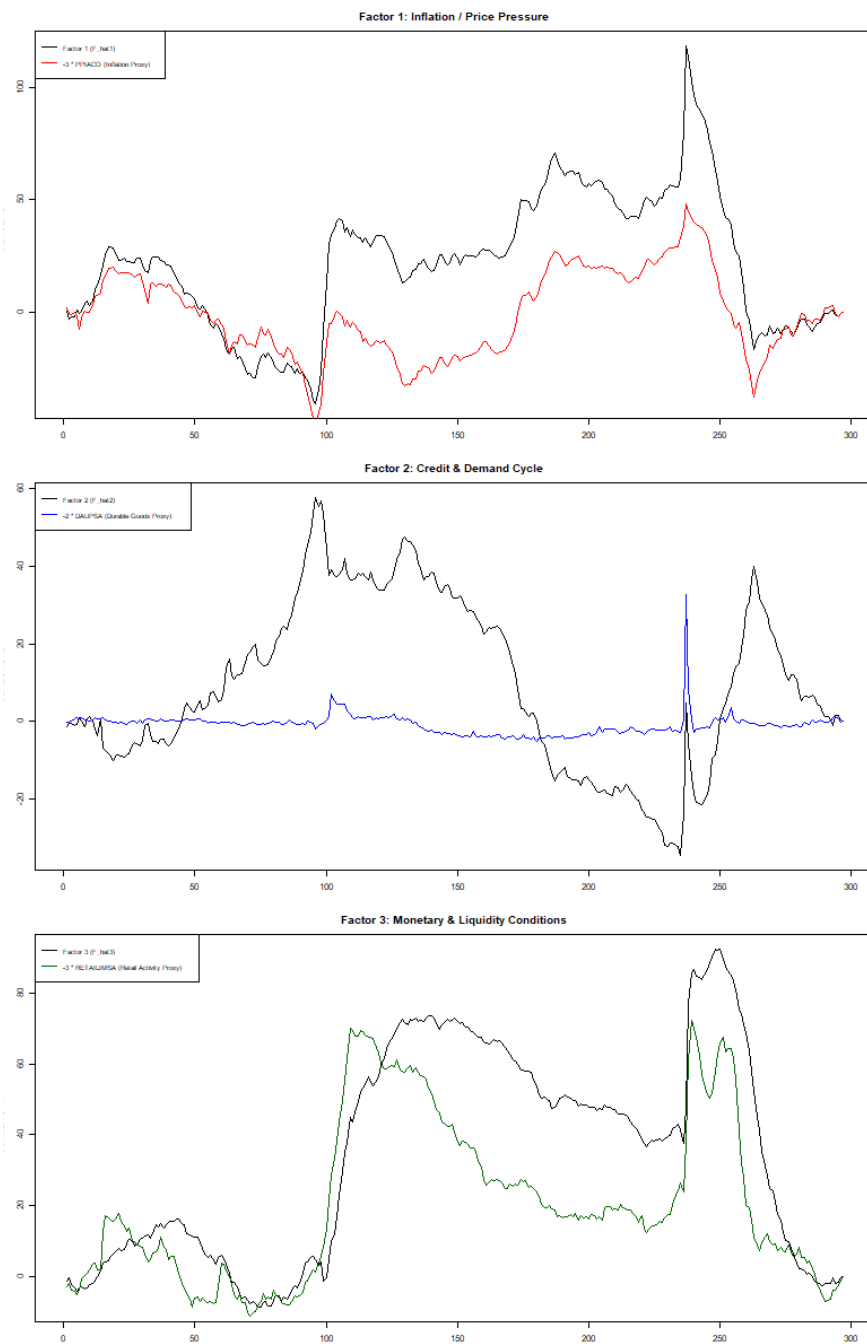 Factor 1: Inflation / Price Pressure
Factor 1 (F_hat1)
-3 * PPIACO (Inflation Proxy)
100
50
0
0 50 100 150 200 250 300
Factor 2: Credit & Demand Cycle
Factor 2 (F_hat2)
-2 * DAUPSA (Durable Goods Proxy)
60
40
20
0
-20
0 50 100 150 200 250 300
Factor 3: Monetary & Liquidity Conditions
Factor 3 (F_hat3)
-3 * RETAILIMSA (Retail Activity Proxy)
80
60
40
20
0
0 50 100 150 200 250 300